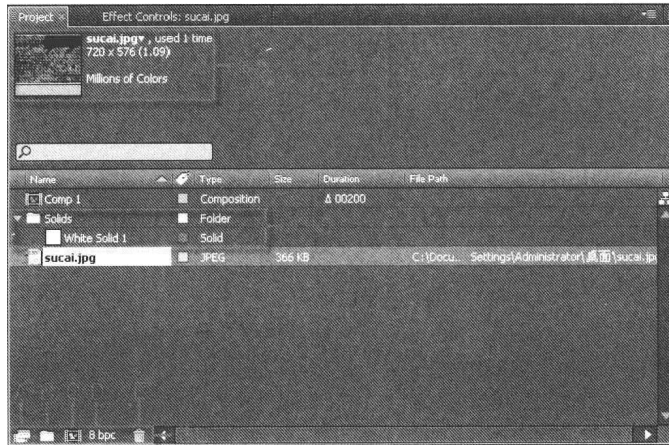 Project × Effect Controls: sucai.jpg
sucai.jpg▼ , used 1 time
720 x 576 (1.09)
Millions of Colors
Name Type Size Duration File Path
Comp 1 Composition Δ 00200
Solids Folder
White Solid 1 Solid
sucai.jpg JPEG 366 KB C:\Docu.. Settings\Administrator\桌面\sucai.jp
8 bpc